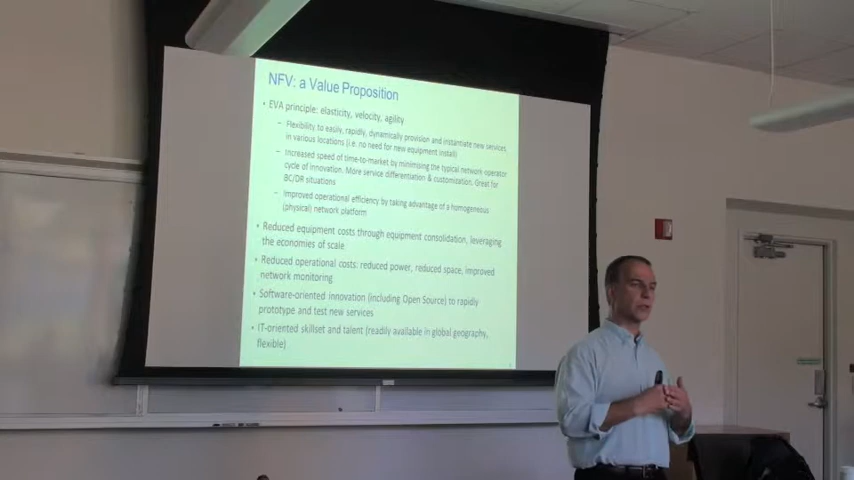 NFV: a Value Proposition
• EVA principle: elasticity, velocity, agility
– Flexibility to easily, rapidly, dynamically provision and instantiate new services
in various locations (i.e. no need for new equipment install)
– Increased speed of time-to-market by minimising the typical network operator
cycle of innovation. More service differentiation & customization. Great for
BC/DR situations
– Improved operational efficiency by taking advantage of a homogeneous
(physical) network platform
• Reduced equipment costs through equipment consolidation, leveraging
the economies of scale
• Reduced operational costs: reduced power, reduced space, improved
network monitoring
• Software-oriented innovation (including Open Source) to rapidly
prototype and test new services
• IT-oriented skillset and talent (readily available in global geography,
flexible)